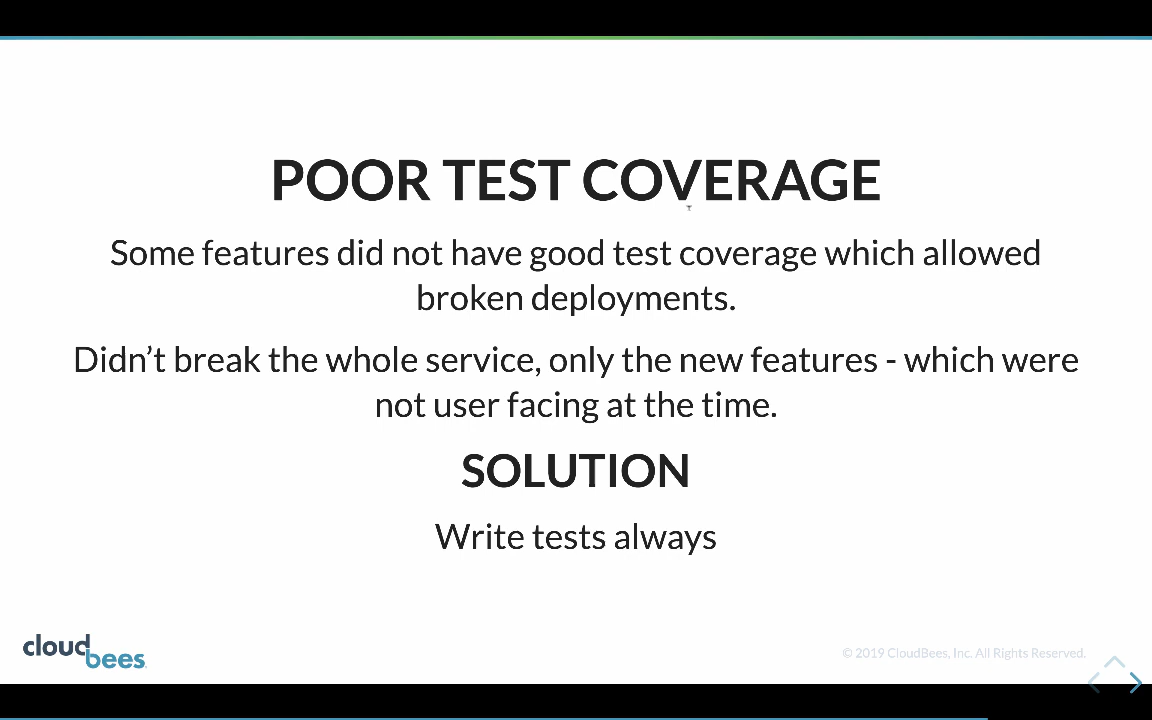 POOR TEST COVERAGE
Some features did not have good test coverage which allowed
broken deployments.
Didn’t break the whole service, only the new features - which were
not user facing at the time.
SOLUTION
Write tests always
cloud
bees
© 2019 CloudBees, Inc. All Rights Reserved.